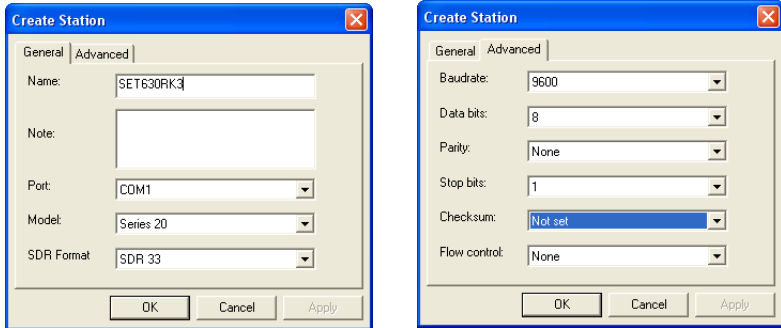 Create Station
General Advanced
Name: SET630RK3
Note:
Port: COM1
Model: Series 20
SDR Format SDR 33
OK Cancel Apply
Create Station
General Advanced
Baudrate: 9600
Data bits: 8
Parity: None
Stop bits: 1
Checksum: Not set
Flow control: None
OK Cancel Apply